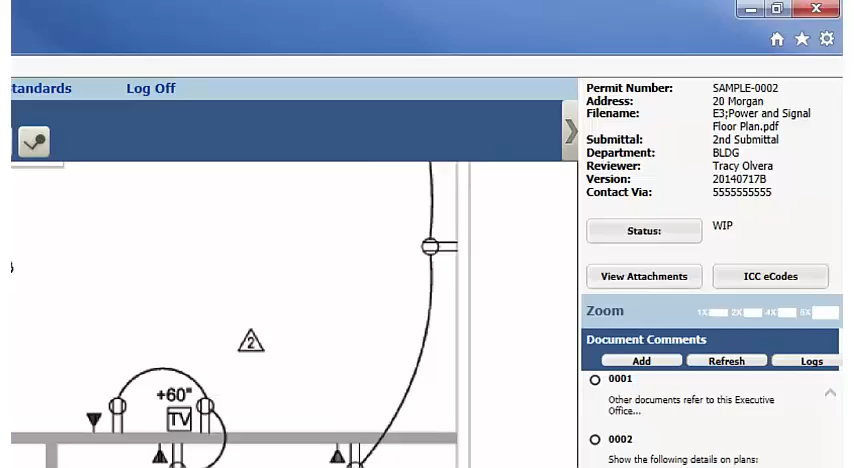 tandards Log Off
Permit Number: SAMPLE-0002
Address: 20 Morgan
Filename: E3;Power and Signal
Floor Plan.pdf
Submittal: 2nd Submittal
Department: BLDG
Reviewer: Tracy Olvera
Version: 20140717B
Contact Via: 5555555555
Status: WIP
View Attachments ICC eCodes
Zoom 1X 2X 4X 8X
Document Comments
Add Refresh Logs
0001
Other documents refer to this Executive
Office...
0002
Show the following details on plans:
2
+60"
TV